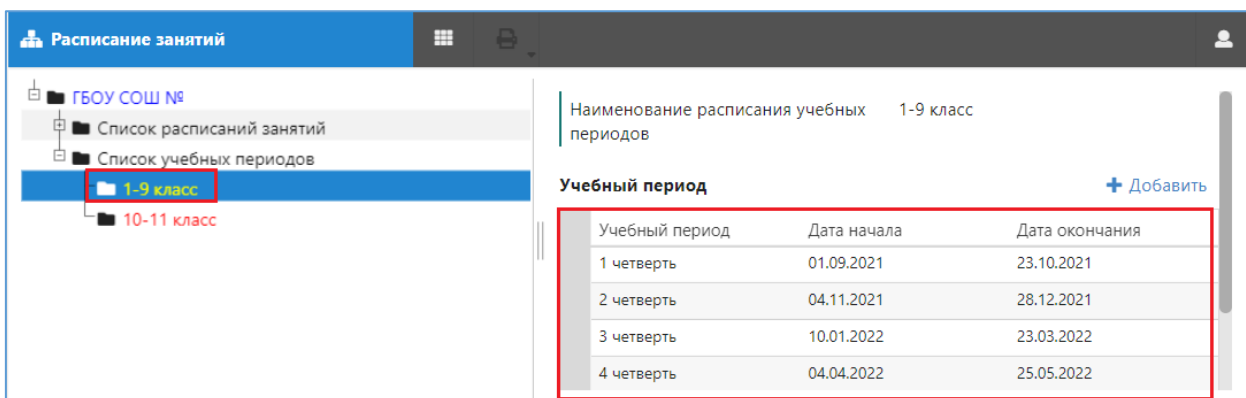 Расписание занятий
ГБОУ СОШ №
Список расписаний занятий
Список учебных периодов
1-9 класс
10-11 класс
Наименование расписания учебных периодов 1-9 класс
Учебный период + Добавить
Учебный период Дата начала Дата окончания
1 четверть 01.09.2021 23.10.2021
2 четверть 04.11.2021 28.12.2021
3 четверть 10.01.2022 23.03.2022
4 четверть 04.04.2022 25.05.2022